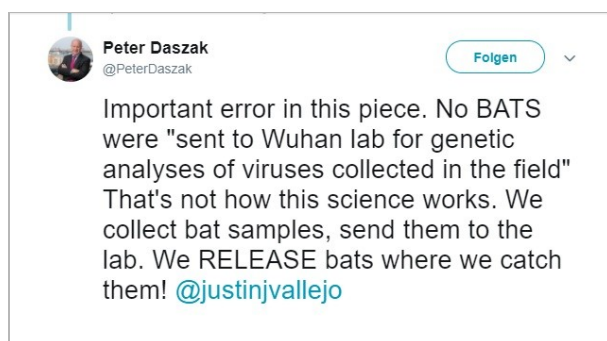 Peter Daszak
@PeterDaszak
Folgen
Important error in this piece. No BATS
were "sent to Wuhan lab for genetic
analyses of viruses collected in the field"
That's not how this science works. We
collect bat samples, send them to the
lab. We RELEASE bats where we catch
them! @justinjvallejo